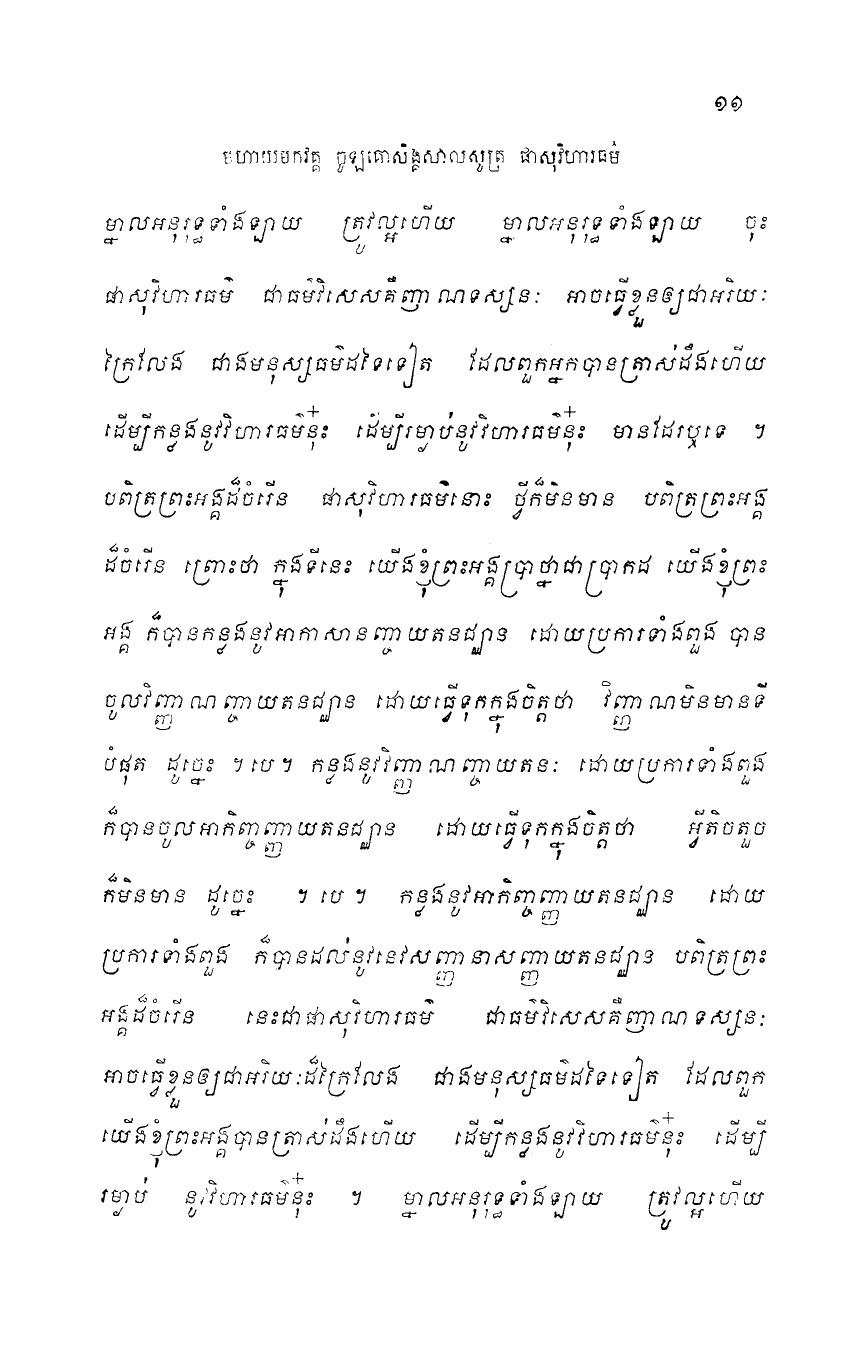 ១១
មហាយមកវគ្គ ចូឡគោសិង្គសាលសូត្រ ផាសុវិហារធម៌
ម្នាលអនុរុទ្ធទាំងឡាយ ត្រូវល្អហើយ ម្នាលអនុរុទ្ធទាំងឡាយ ចុះ
ផាសុវិហារធម៌ ជាធម៌វិសេសគឺញាណទស្សនៈ អាចធ្វើខ្លួនឲ្យជាអរិយៈ
ក្រៃលែង ជាងមនុស្សធម៌ដទៃទៀត ដែលពួកអ្នកបានត្រាស់ដឹងហើយ
ដើម្បីកន្លងនូវវិហារធម៌នុ៎ះ ដើម្បីរម្ងាប់នូវវិហារធម៌នុ៎ះ មានដែរឬទេ ។
បពិត្រព្រះអង្គដ៏ចំរើន ផាសុវិហារធម៌នោះ ថ្វីក៏មិនមាន បពិត្រព្រះអង្គ
ដ៏ចំរើន ព្រោះថា ក្នុងទីនេះ យើងខ្ញុំព្រះអង្គប្រាថ្នាជាប្រាកដ យើងខ្ញុំព្រះ
អង្គ ក៏បានកន្លងនូវអាកាសានញ្ចាយតនជ្ឈាន ដោយប្រការទាំងពួង បាន
ចូលវិញ្ញាណញ្ចាយតនជ្ឈាន ដោយធ្វើទុកក្នុងចិត្តថា វិញ្ញាណមិនមានទី
បំផុត ដូច្នេះ ។ បេ ។ កន្លងនូវវិញ្ញាណញ្ចាយតនៈ ដោយប្រការទាំងពួង
ក៏បានចូលអាកិញ្ចញ្ញាយតនជ្ឈាន ដោយធ្វើទុកក្នុងចិត្តថា អ្វីតិចតួច
ក៏មិនមាន ដូច្នេះ ។ បេ ។ កន្លងនូវអាកិញ្ចញ្ញាយតនជ្ឈាន ដោយ
ប្រការទាំងពួង ក៏បានដល់នូវនេវសញ្ញានាសញ្ញាយតនជ្ឈាន បពិត្រព្រះ
អង្គដ៏ចំរើន នេះជាផាសុវិហារធម៌ ជាធម៌វិសេសគឺញាណទស្សនៈ
អាចធ្វើខ្លួនឲ្យជាអរិយៈដ៏ក្រៃលែង ជាងមនុស្សធម៌ដទៃទៀត ដែលពួក
យើងខ្ញុំព្រះអង្គបានត្រាស់ដឹងហើយ ដើម្បីកន្លងនូវវិហារធម៌នុ៎ះ ដើម្បី
រម្ងាប់ នូវវិហារធម៌នុ៎ះ ។ ម្នាលអនុរុទ្ធទាំងឡាយ ត្រូវល្អហើយ